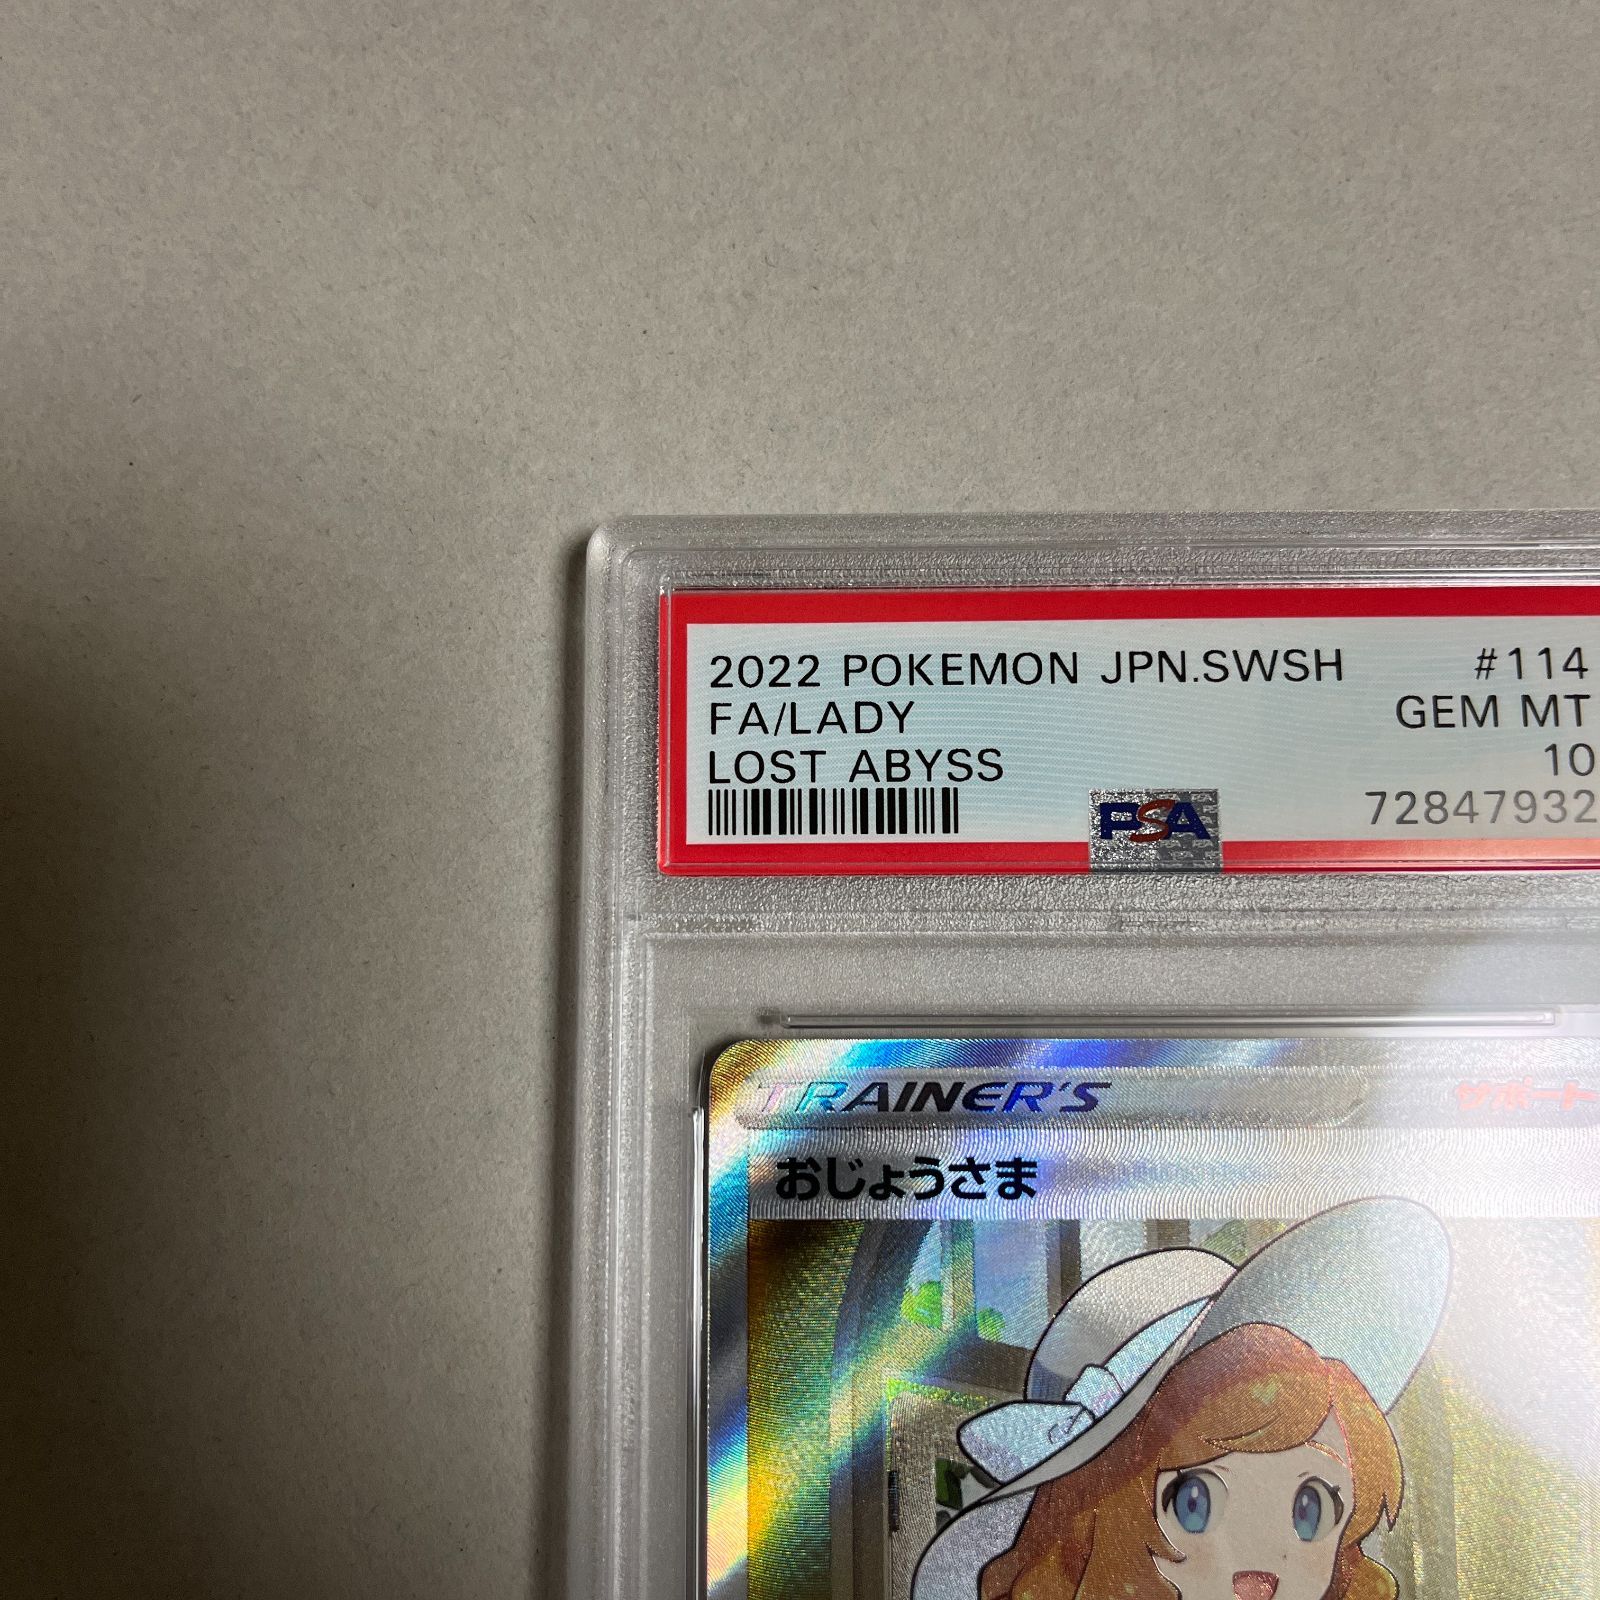 2022 POKEMON JPN.SWSH #114
FA/LADY GEM MT
LOST ABYSS 10
PSA 72847932
TRAINER'S サポート
おじょうさま